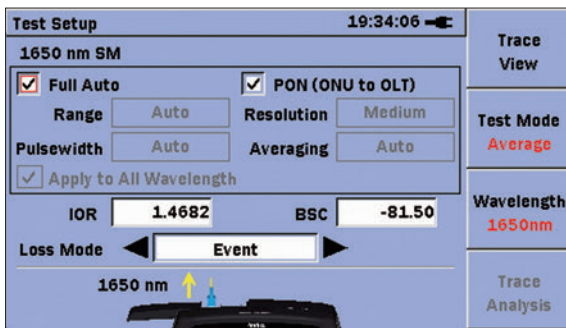 Test Setup 19:34:06
1650 nm SM
Full Auto PON (ONU to OLT)
Range Auto Resolution Medium
Pulsewidth Auto Averaging Auto
Apply to All Wavelength
IOR 1.4682 BSC -81.50
Loss Mode Event
1650 nm
Trace
View
Test Mode
Average
Wavelength
1650nm
Trace
Analysis